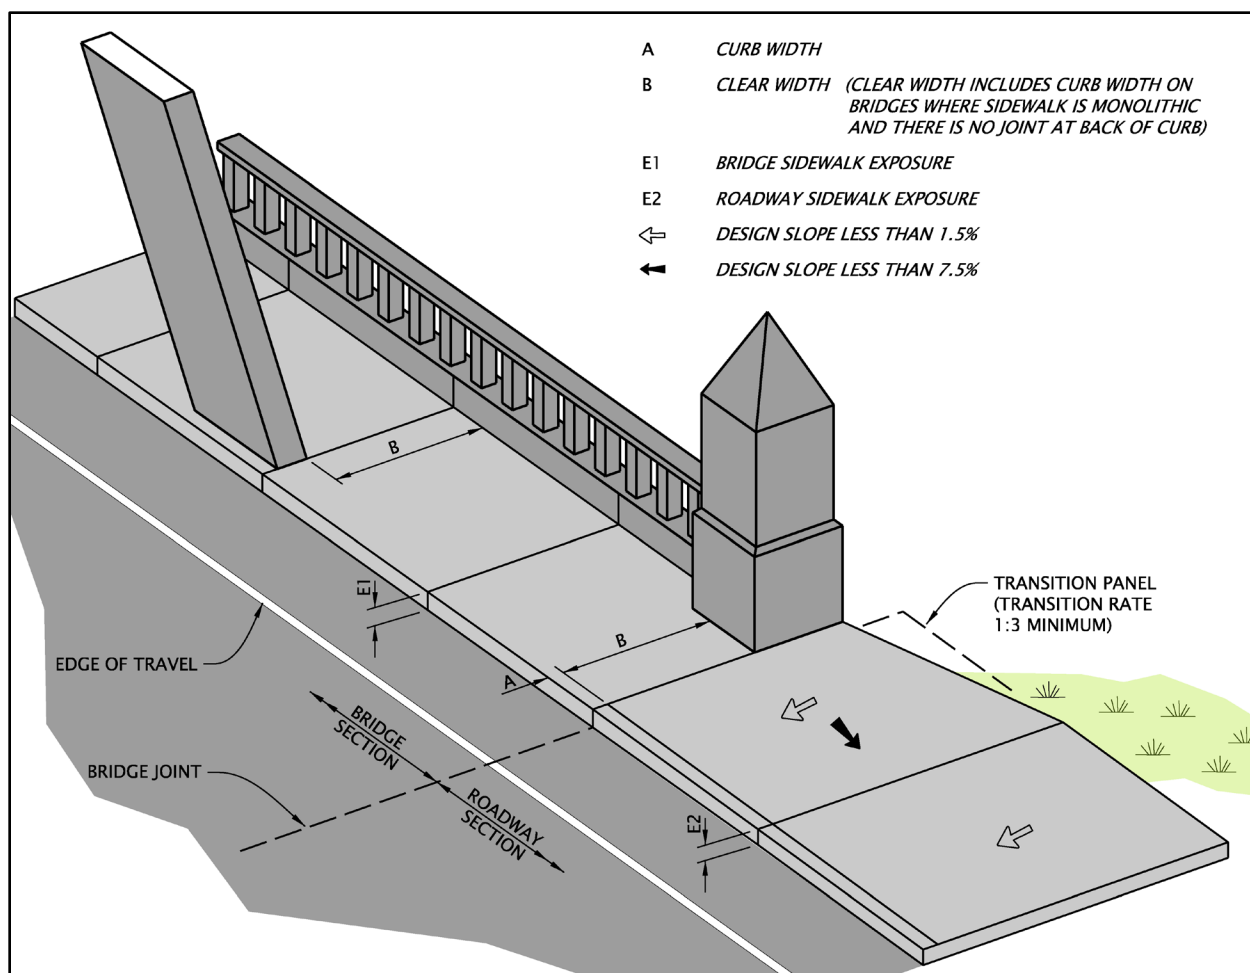 A CURB WIDTH
B CLEAR WIDTH (CLEAR WIDTH INCLUDES CURB WIDTH ON
BRIDGES WHERE SIDEWALK IS MONOLITHIC
AND THERE IS NO JOINT AT BACK OF CURB)
E1 BRIDGE SIDEWALK EXPOSURE
E2 ROADWAY SIDEWALK EXPOSURE
DESIGN SLOPE LESS THAN 1.5%
DESIGN SLOPE LESS THAN 7.5%
B
E1
TRANSITION PANEL
(TRANSITION RATE
1:3 MINIMUM)
B
EDGE OF TRAVEL
A
BRIDGE
SECTION
BRIDGE JOINT
ROADWAY
SECTION
E2